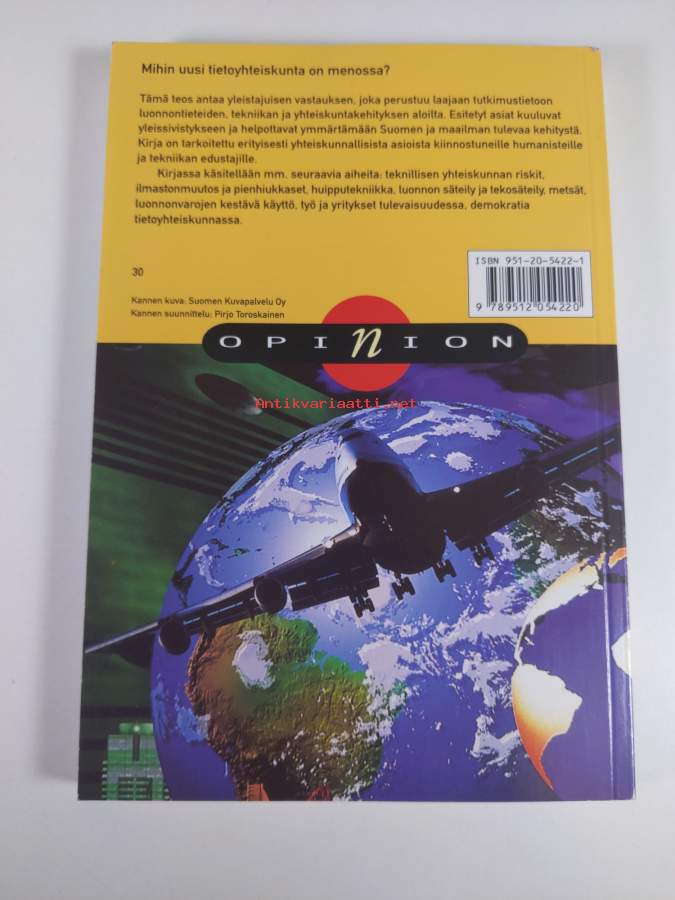 Mihin uusi tietoyhteiskunta on menossa?
Tämä teos antaa yleistajuisen vastauksen, joka perustuu laajaan tutkimustietoon
luonnontieteiden, tekniikan ja yhteiskuntakehityksen aloilta. Esitetyt asiat kuuluvat
yleissivistykseen ja helpottavat ymmärtämään Suomen ja maailman tulevaa kehitystä.
Kirja on tarkoitettu erityisesti yhteiskunnallisista asioista kiinnostuneille humanisteille
ja tekniikan edustajille.
Kirjassa käsitellään mm. seuraavia aiheita: teknillisen yhteiskunnan riskit,
ilmastonmuutos ja pienhiukkaset, huipputekniikka, luonnon säteily ja tekosäteily, metsät,
luonnonvarojen kestävä käyttö, työ ja yritykset tulevaisuudessa, demokratia
tietoyhteiskunnassa.
ISBN 951-20-5422-1
9 789512 054220
30
Kannen kuva: Suomen Kuvapalvelu Oy
Kannen suunnittelu: Pirjo Toroskainen
OPINION
Antikvariaatti.net